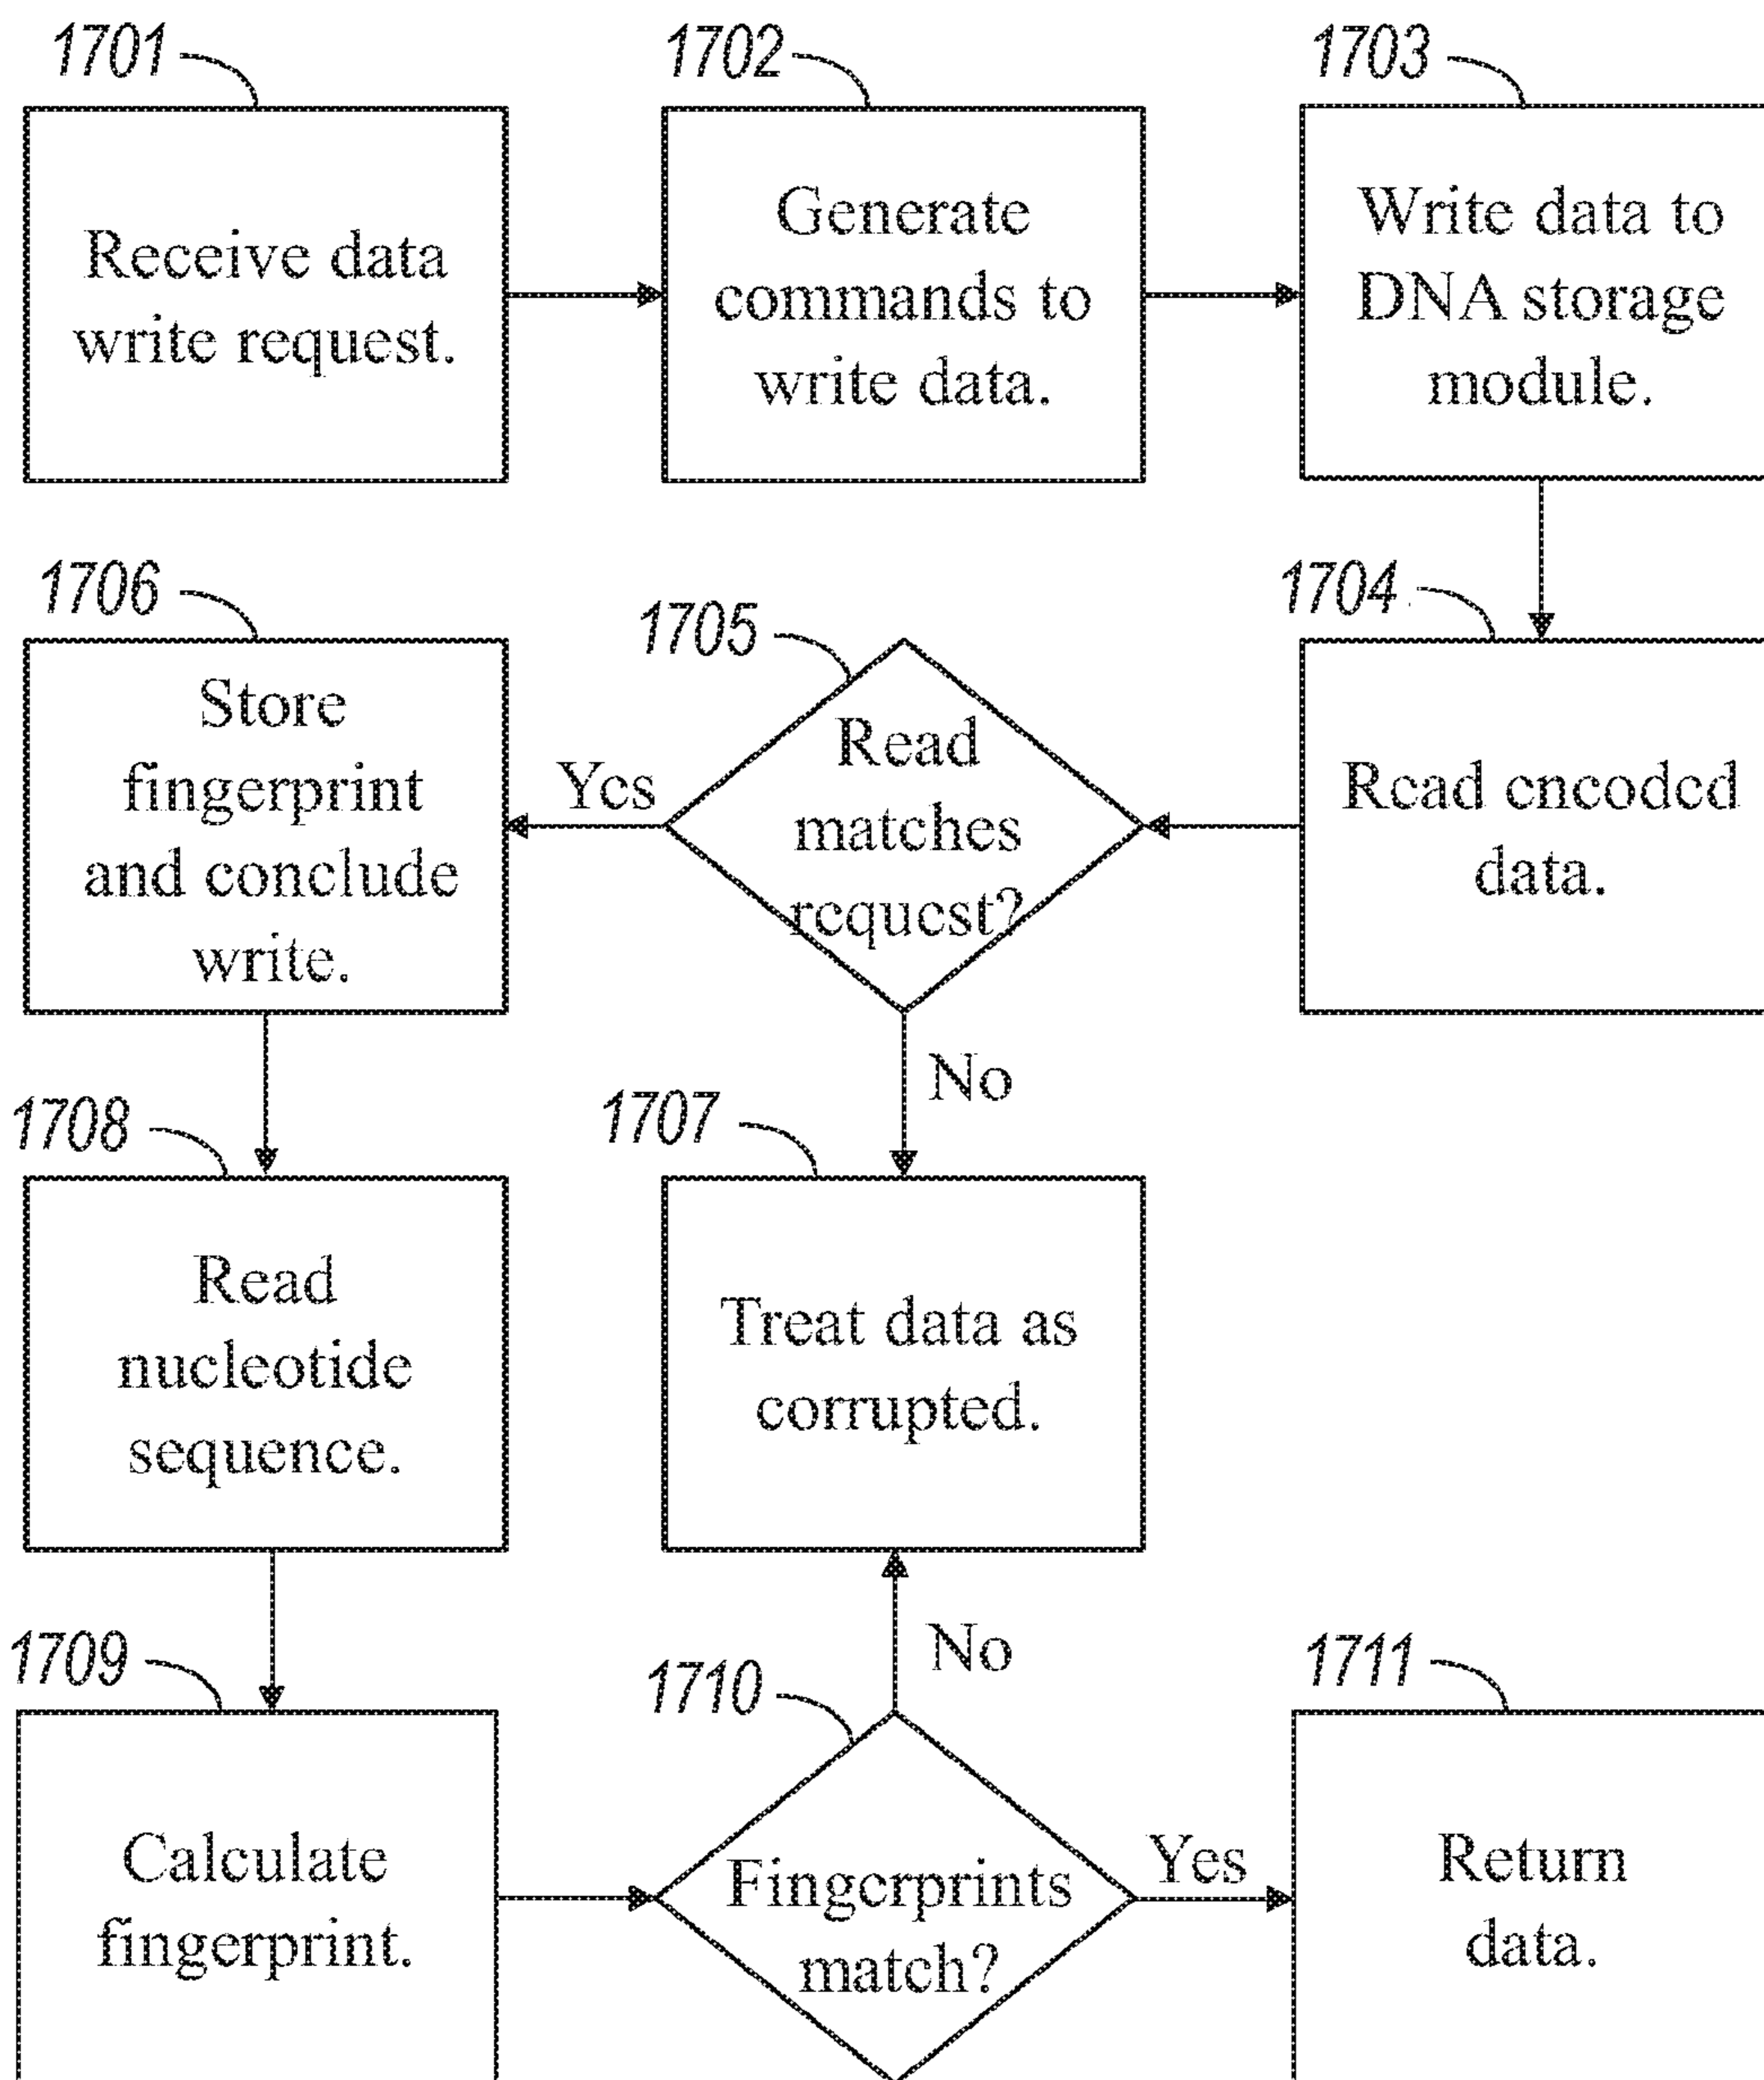 1701
Receive data
write request.
1702
Generate
commands to
write data.
1703
Write data to
DNA storage
module.
1704
Read encoded
data.
1705
Read
matches
request?
Yes
No
1706
Store
fingerprint
and conclude
write.
1707
Treat data as
corrupted.
1708
Read
nucleotide
sequence.
1709
Calculate
fingerprint.
1710
Fingerprints
match?
No
Yes
1711
Return
data.